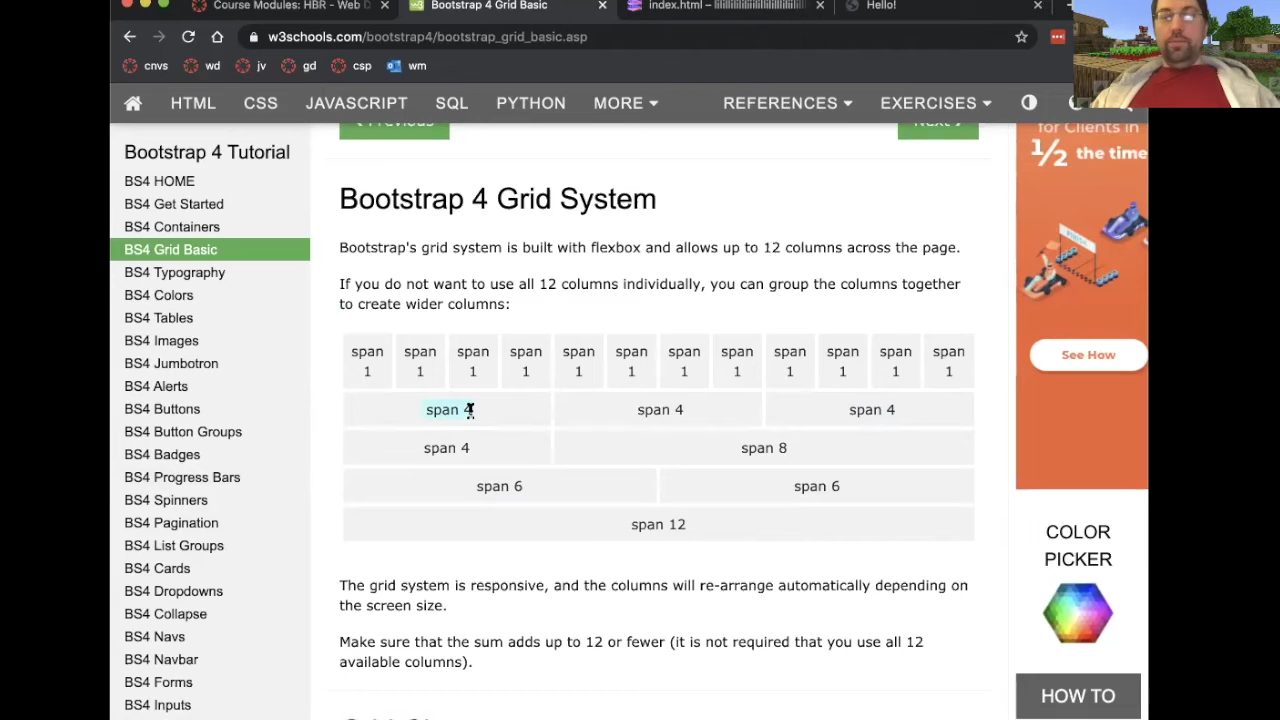 Course Modules: HBR - Web D
Bootstrap 4 Grid System
index.html –
Hello!
w3schools.com/bootstrap4/bootstrap_grid_basic.asp
cnvs wd jv gd csp wm
HTML CSS JAVASCRIPT SQL PYTHON MORE REFERENCES EXERCISES
Bootstrap 4 Tutorial
BS4 HOME
BS4 Get Started
BS4 Containers
BS4 Grid Basic
BS4 Typography
BS4 Colors
BS4 Tables
BS4 Images
BS4 Jumbotron
BS4 Alerts
BS4 Buttons
BS4 Button Groups
BS4 Badges
BS4 Progress Bars
BS4 Spinners
BS4 Pagination
BS4 List Groups
BS4 Cards
BS4 Dropdowns
BS4 Collapse
BS4 Navs
BS4 Navbar
BS4 Forms
BS4 Inputs
Previous
Next
Bootstrap 4 Grid System
Bootstrap's grid system is built with flexbox and allows up to 12 columns across the page.
If you do not want to use all 12 columns individually, you can group the columns together
to create wider columns:
span span span span span span span span span span span span
1 1 1 1 1 1 1 1 1 1 1 1
span 4 span 4 span 4
span 4 span 8
span 6 span 6
span 12
The grid system is responsive, and the columns will re-arrange automatically depending on
the screen size.
Make sure that the sum adds up to 12 or fewer (it is not required that you use all 12
available columns).
for Clients in
½ the time
FINISH
See How
COLOR
PICKER
HOW TO